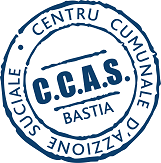 CENTRU CUMUNALE D'AZZIONE SUCIALE •
C.C.A.S.
BASTIA